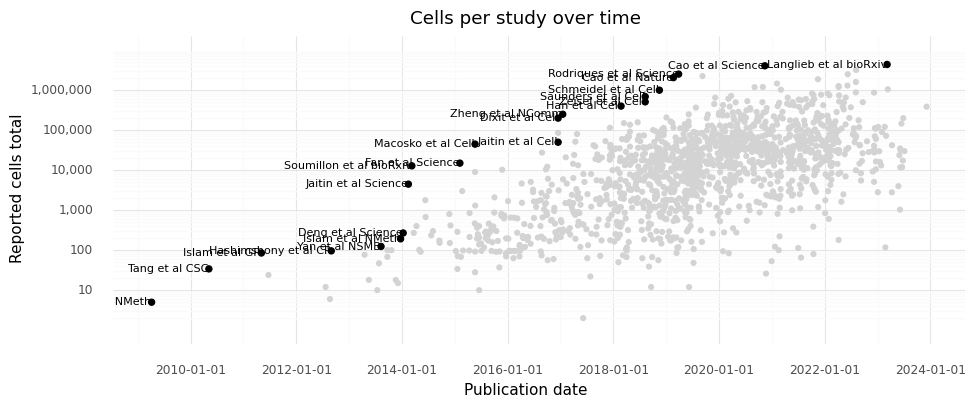 Cells per study over time
Reported cells total
1,000,000
100,000
10,000
1,000
100
10
Cao et al Science
Langlieb et al bioRxiv
Rodriques et al Science
Cao et al Nature
Schmeidel et al Cell
Saunders et al Cell
Zeisel et al Cell
Han et al Cell
Zheng et al NComms
Dixit et al Cell
Macosko et al Cell
Jaitin et al Cell
Fan et al Science
Soumillon et al bioRxiv
Jaitin et al Science
Deng et al Science
Islam et al NMeth
Yan et al NSMB
Hashimshony et al CR
Islam et al GR
Tang et al CSC
NMeth
2010-01-01
2012-01-01
2014-01-01
2016-01-01
2018-01-01
2020-01-01
2022-01-01
2024-01-01
Publication date